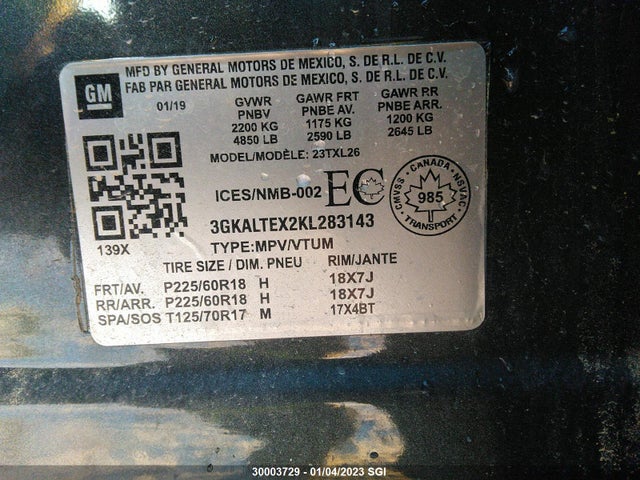 GM
MFD BY GENERAL MOTORS DE MEXICO, S. DE R.L. DE C.V.
FAB PAR GENERAL MOTORS DE MEXICO, S. DE R.L. DE C.V.
01/19 GVWR GAWR FRT GAWR RR
PNBV PNBE AV. PNBE ARR.
2200 KG 1175 KG 1200 KG
4850 LB 2590 LB 2645 LB
MODEL/MODÈLE: 23TXL26
ICES/NMB-002 EC
CANADA
CMVSS 985 NSVAC
TRANSPORT
3GKALTEX2KL283143
139X
TYPE:MPV/VTUM
TIRE SIZE / DIM. PNEU RIM/JANTE
FRT/AV. P225/60R18 H 18X7J
RR/ARR. P225/60R18 H 18X7J
SPA/SOS T125/70R17 M 17X4BT
30003729 - 01/04/2023 SGI